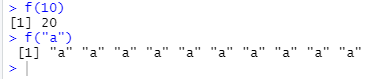 > f(10)
[1] 20
> f("a")
[1] "a" "a" "a" "a" "a" "a" "a" "a" "a" "a"
>